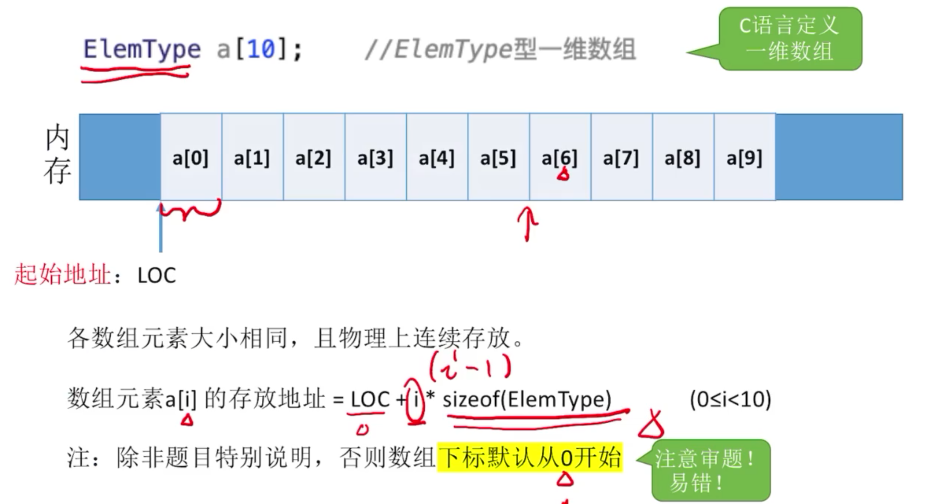 ElemType a[10]; //ElemType型一维数组
C语言定义
一维数组
内存
a[0] a[1] a[2] a[3] a[4] a[5] a[6] a[7] a[8] a[9]
起始地址：LOC
各数组元素大小相同，且物理上连续存放。
(i-1)
数组元素a[i] 的存放地址 = LOC + i * sizeof(ElemType) (0≤i<10)
注：除非题目特别说明，否则数组下标默认从0开始
注意审题！
易错！